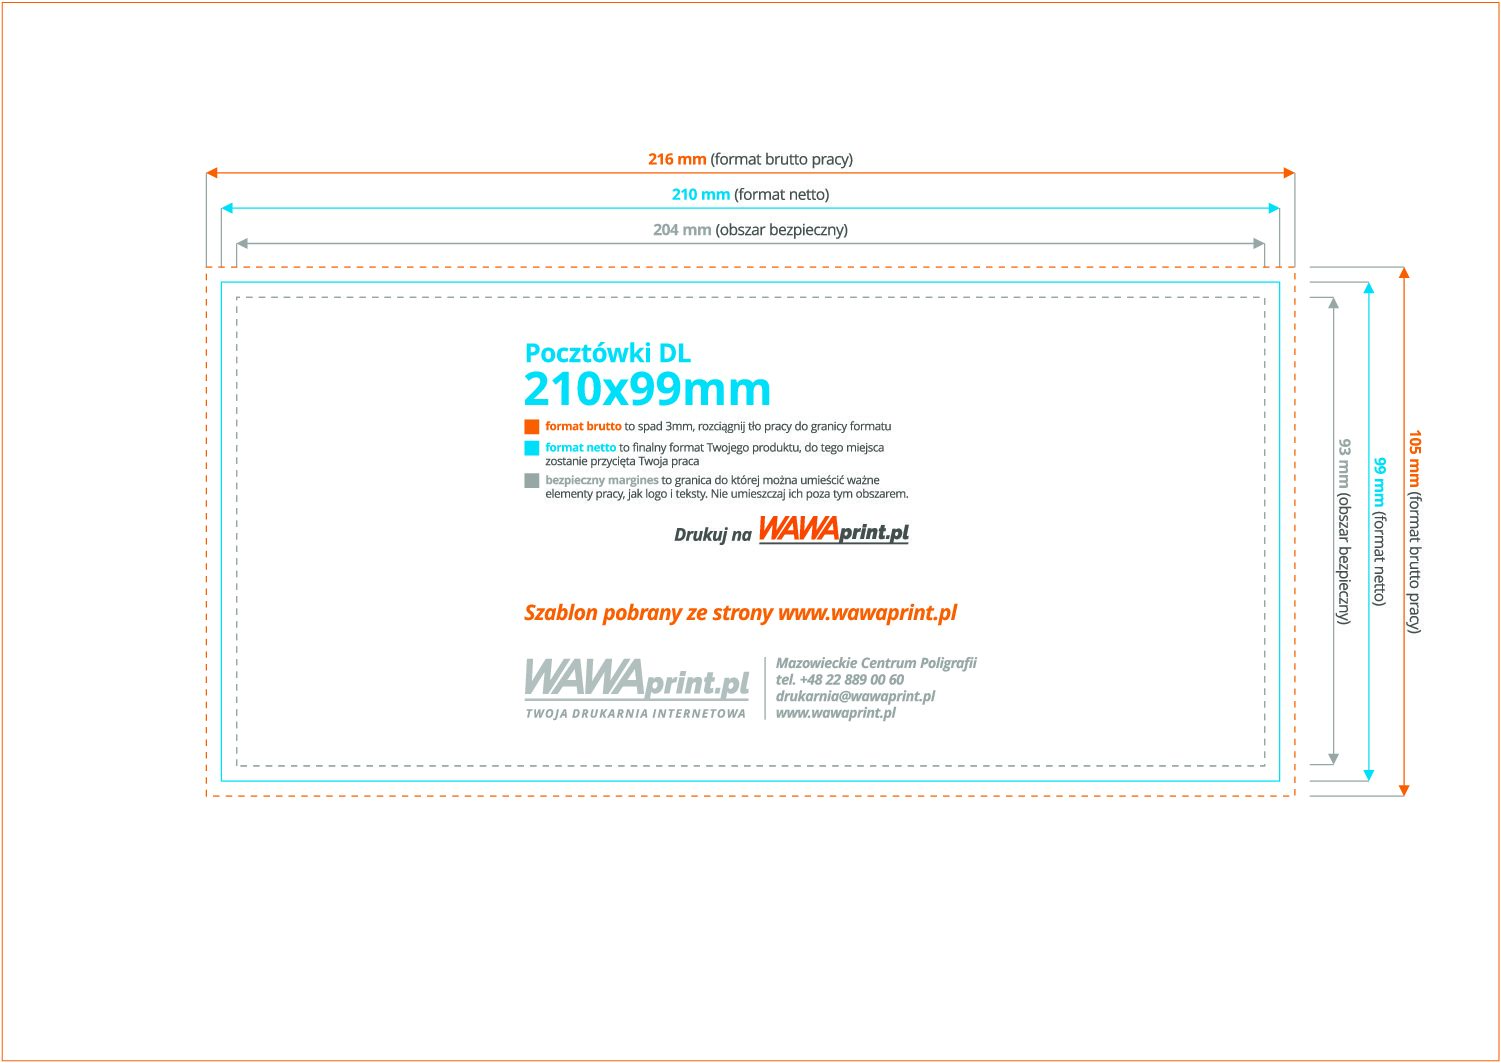 216 mm (format brutto pracy)
210 mm (format netto)
204 mm (obszar bezpieczny)
Pocztówki DL
210x99mm
format brutto to spad 3mm, rozciągnij tło pracy do granicy formatu
format netto to finalny format Twojego produktu, do tego miejsca
zostanie przycięta Twoja praca
bezpieczny margines to granica do której można umieścić ważne
elementy pracy, jak logo i teksty. Nie umieszczaj ich poza tym obszarem.
Drukuj na WAWAprint.pl
Szablon pobrany ze strony www.wawaprint.pl
WAWAprint.pl
TWOJA DRUKARNIA INTERNETOWA
Mazowieckie Centrum Poligrafii
tel. +48 22 889 00 60
drukarnia@wawaprint.pl
www.wawaprint.pl
93 mm (obszar bezpieczny)
99 mm (format netto)
105 mm (format brutto pracy)